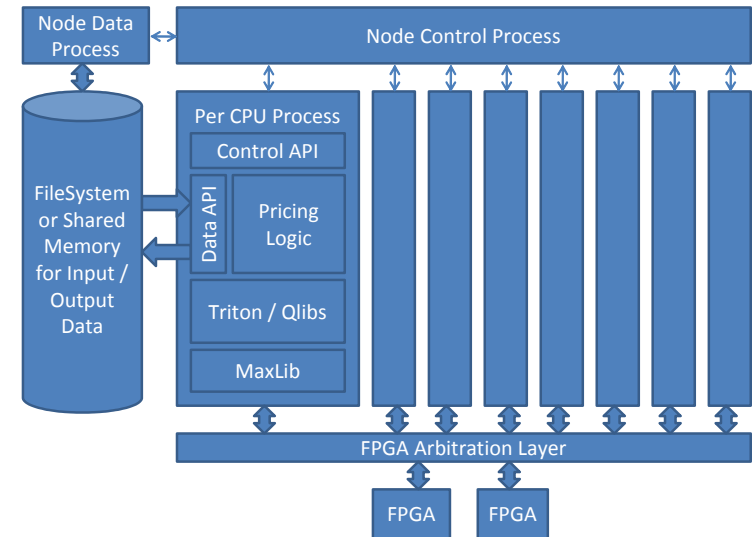 Node Data
Process
Node Control Process
Per CPU Process
Control API
Data API
Pricing
Logic
Triton / Qlibs
MaxLib
FileSystem
or Shared
Memory
for Input /
Output
Data
FPGA Arbitration Layer
FPGA
FPGA